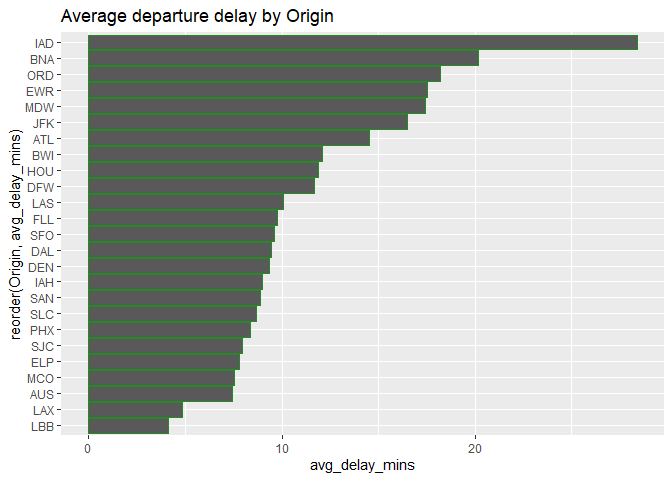 Average departure delay by Origin
reorder(Origin, avg_delay_mins)
IAD
BNA
ORD
EWR
MDW
JFK
ATL
BWI
HOU
DFW
LAS
FLL
SFO
DAL
DEN
IAH
SAN
SLC
PHX
SJC
ELP
MCO
AUS
LAX
LBB
0 10 20
avg_delay_mins